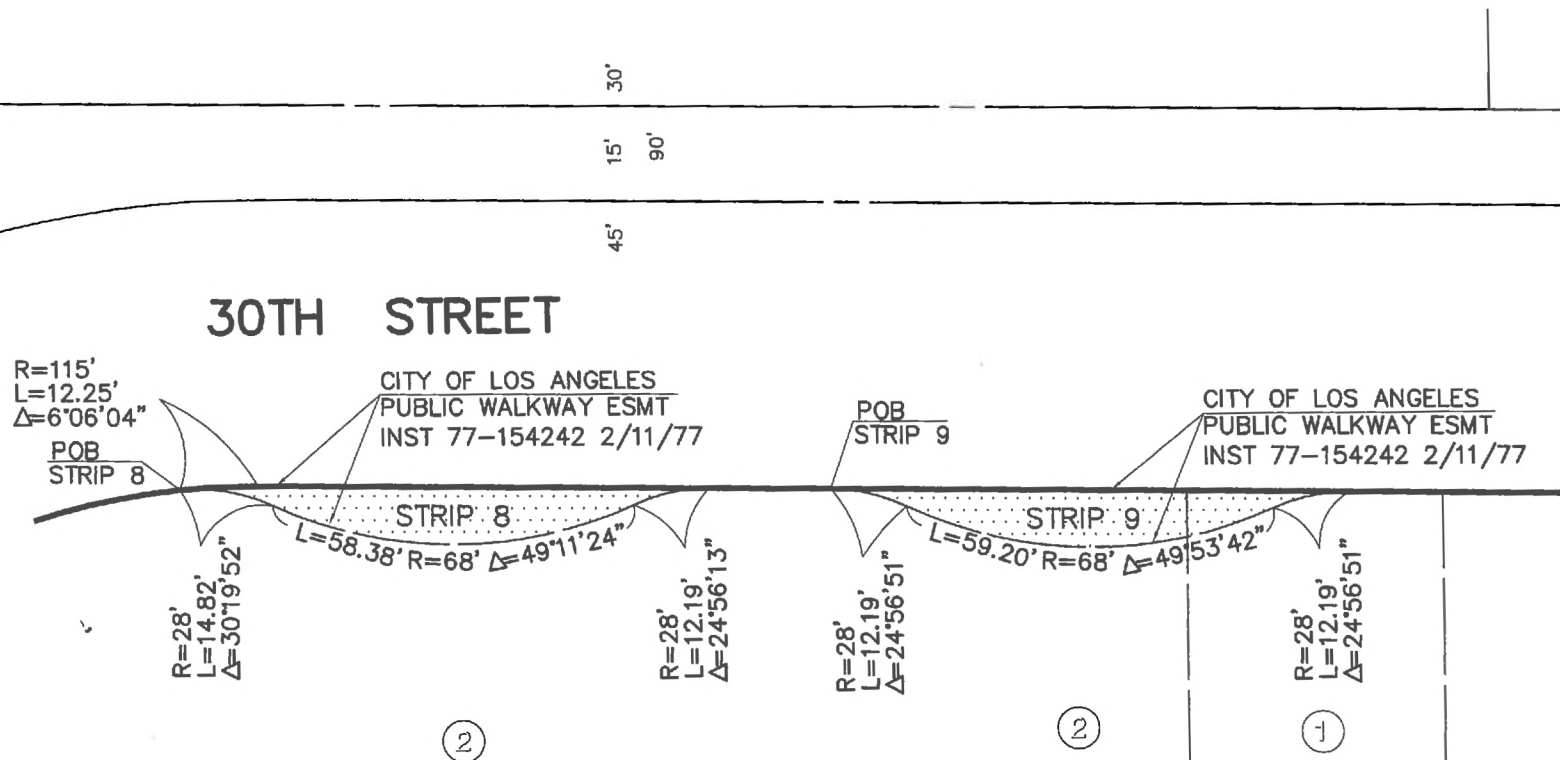 30'
15'
90'
45'
30TH STREET
R=115'
L=12.25'
Δ=6°06'04"
POB
STRIP 8
CITY OF LOS ANGELES
PUBLIC WALKWAY ESMT
INST 77-154242 2/11/77
POB
STRIP 9
CITY OF LOS ANGELES
PUBLIC WALKWAY ESMT
INST 77-154242 2/11/77
STRIP 8
L=58.38' R=68' Δ=49°11'24"
STRIP 9
L=59.20' R=68' Δ=49°53'42"
R=28'
L=14.82'
Δ=30°19'52"
R=28'
L=12.19'
Δ=24°56'13"
R=28'
L=12.19'
Δ=24°56'51"
R=28'
L=12.19'
Δ=24°56'51"
2
2
1